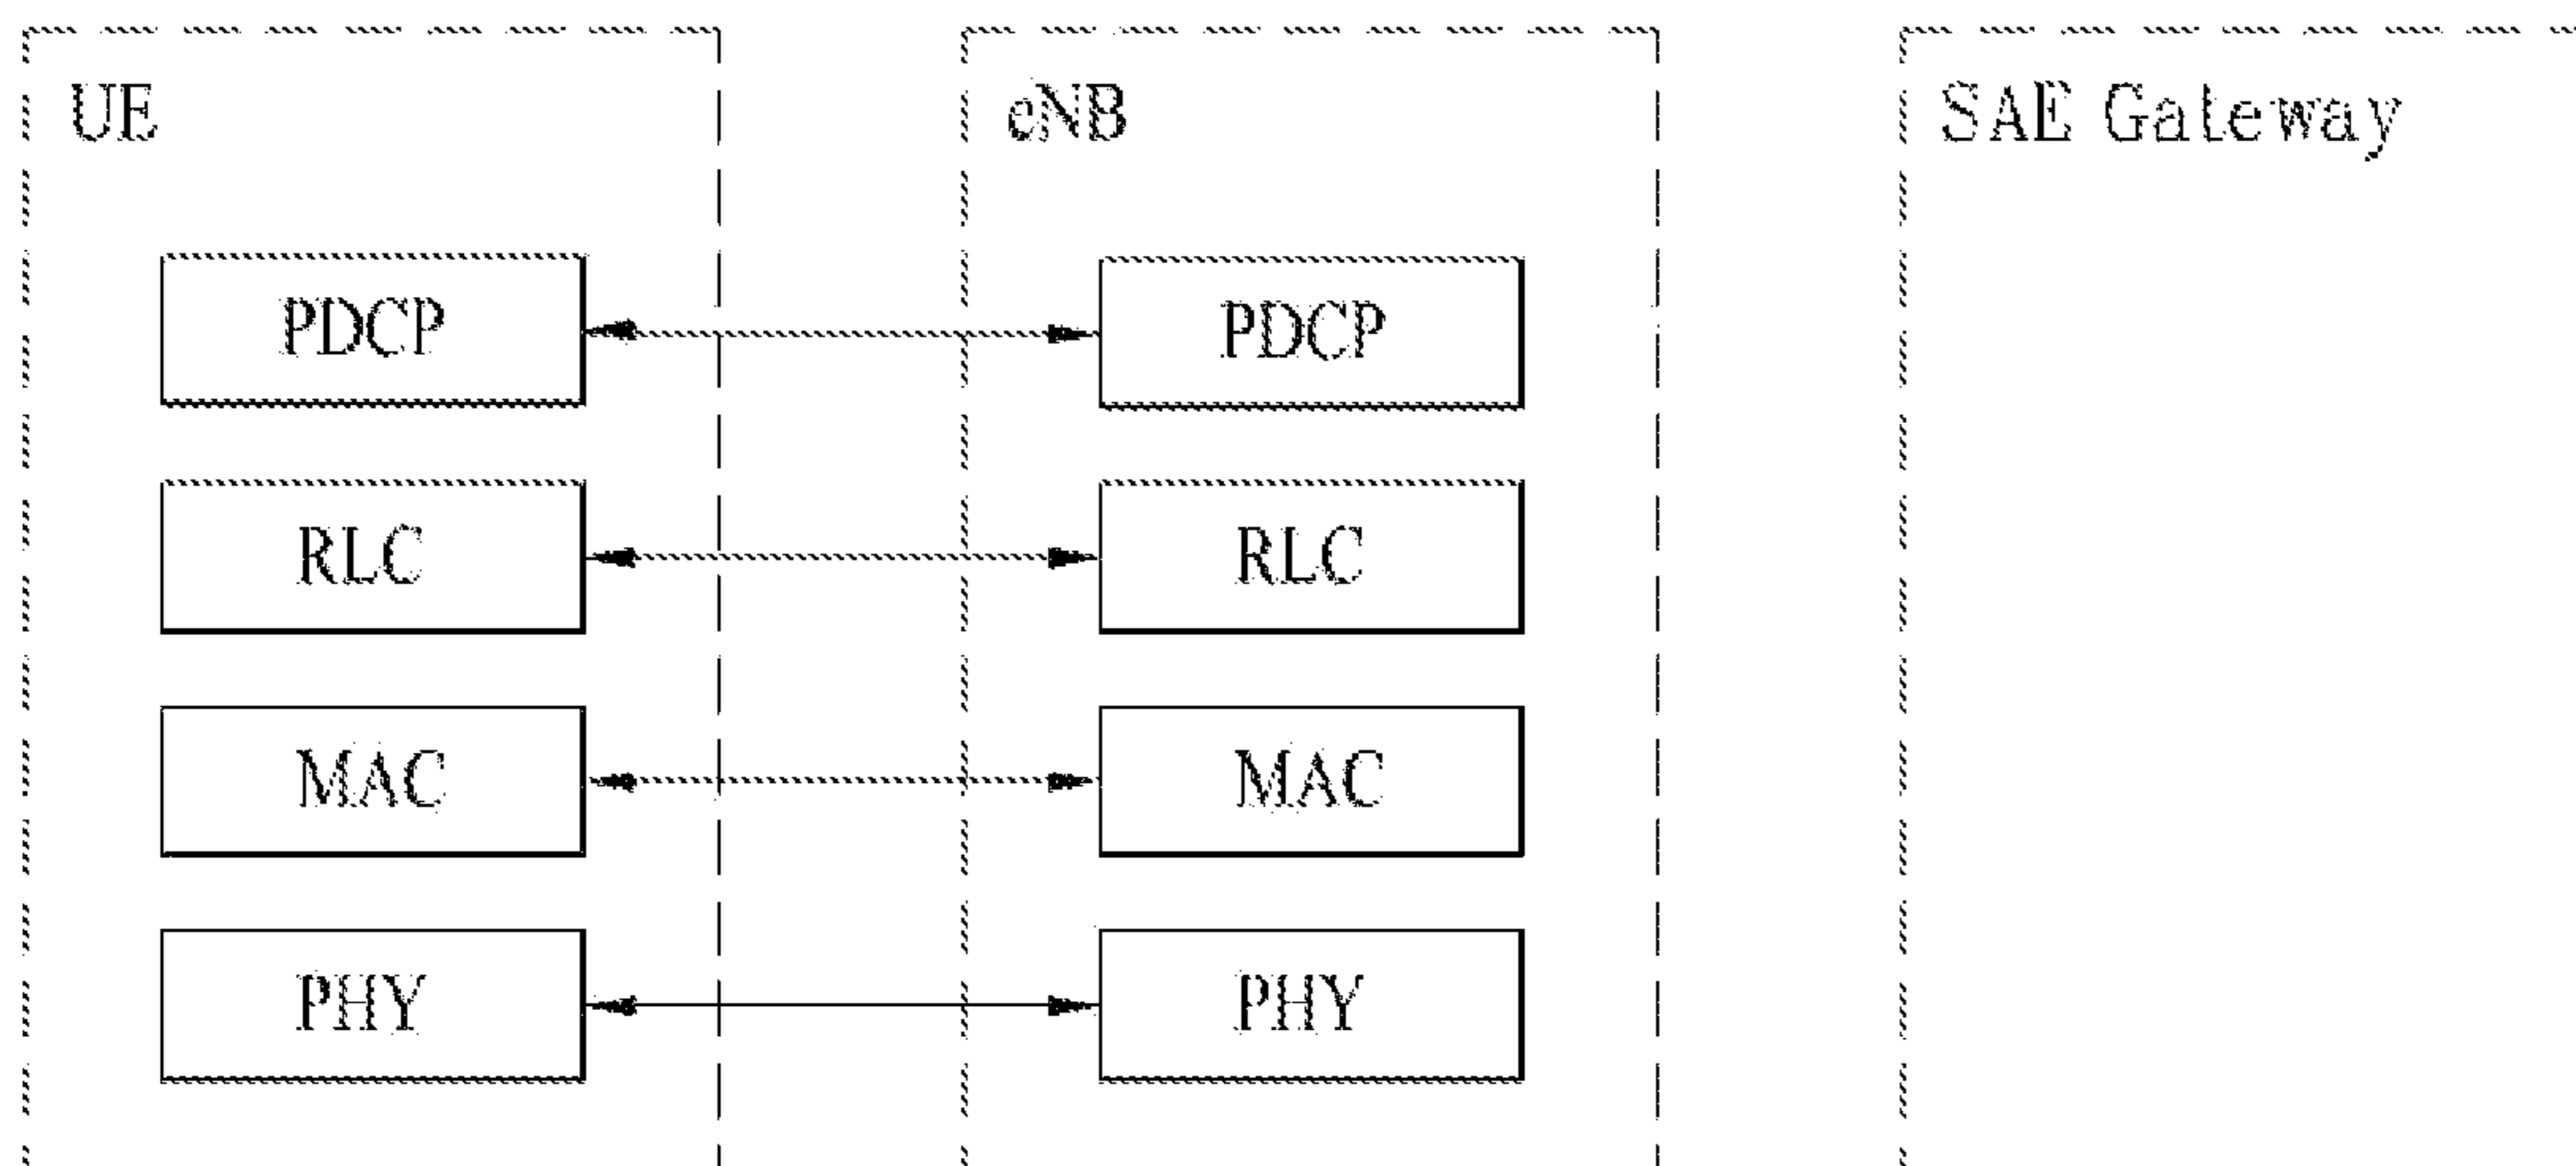 UE
eNB
SAE Gateway
PDCP
PDCP
RLC
RLC
MAC
MAC
PHY
PHY